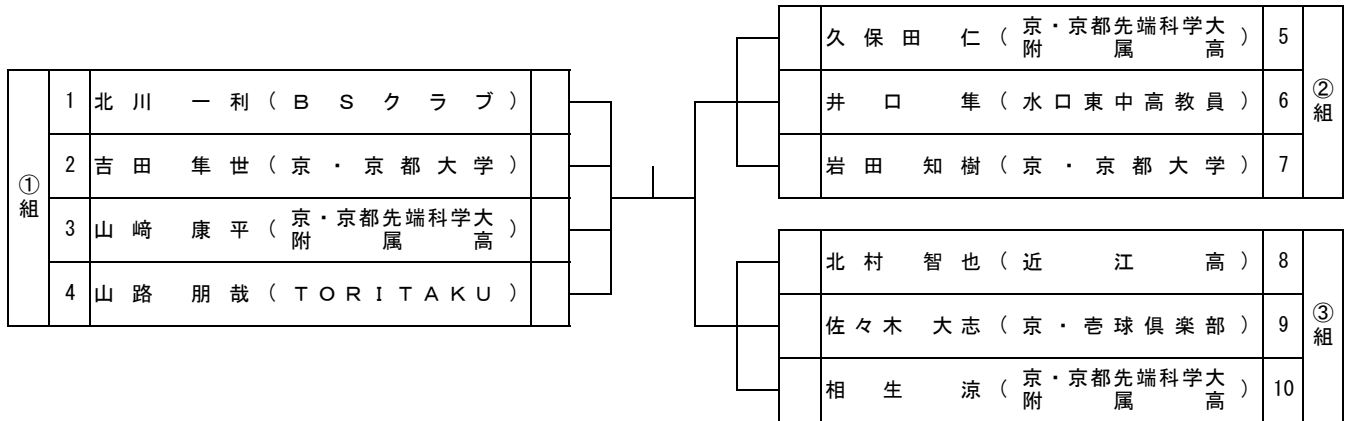 ①組
1 北川 一利 (BSクラブ)
2 吉田 隼世 (京・京都大学)
3 山﨑 康平 (京・京都先端科学大附属高)
4 山路 朋哉 (TORITAKU)
久保田 仁 (京・京都先端科学大附属高) 5
井口 隼 (水口東中高教員) 6
岩田 知樹 (京・京都大学) 7
②組
北村 智也 (近江高) 8
佐々木 大志 (京・壱球倶楽部) 9
相生 涼 (京・京都先端科学大附属高) 10
③組